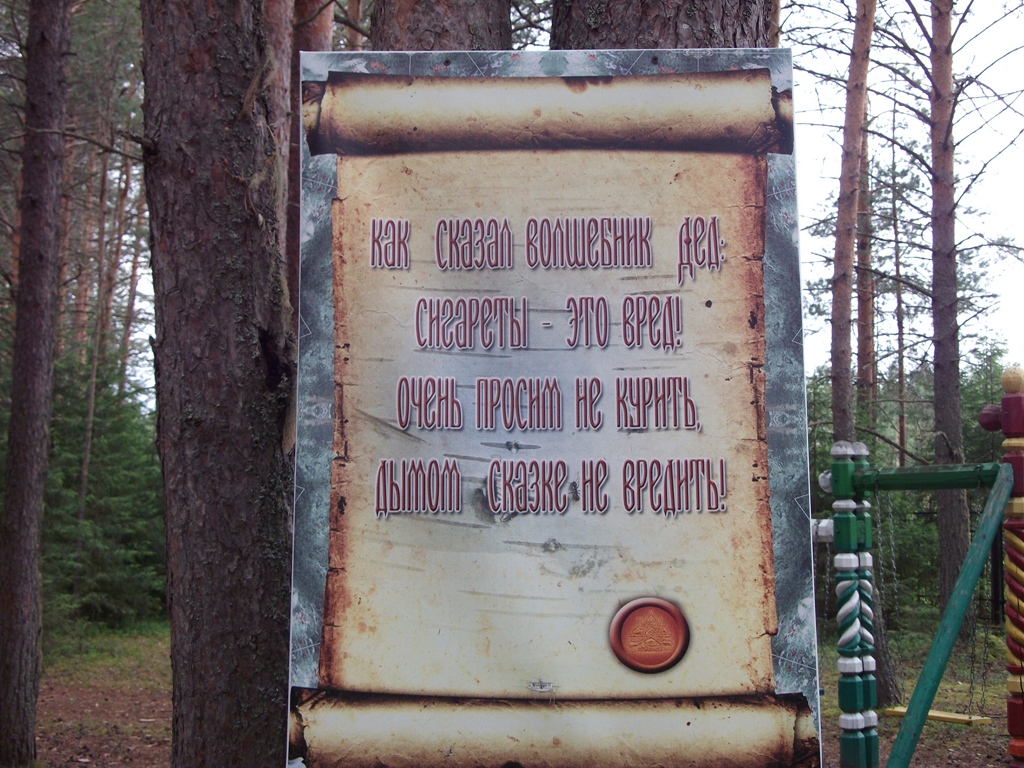 КАК СКАЗАЛ ВОЛШЕБНИК ДЕД:
СИГАРЕТЫ - ЭТО ВРЕД!
ОЧЕНЬ ПРОСИМ НЕ КУРИТЬ,
ДЫМОМ СКАЗКЕ НЕ ВРЕДИТЬ!